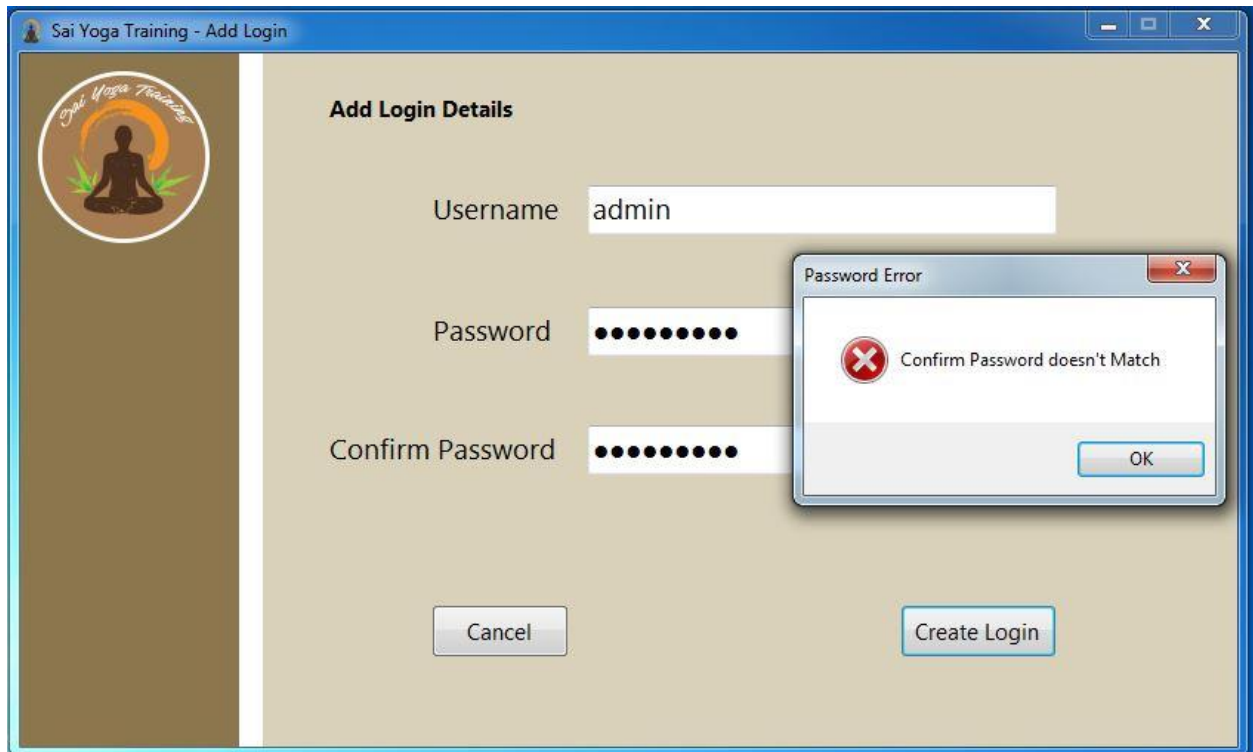 Sai Yoga Training - Add Login
Sai Yoga Training
Add Login Details
Username admin
Password Error
Password
Confirm Password doesn't Match
Confirm Password
OK
Cancel Create Login